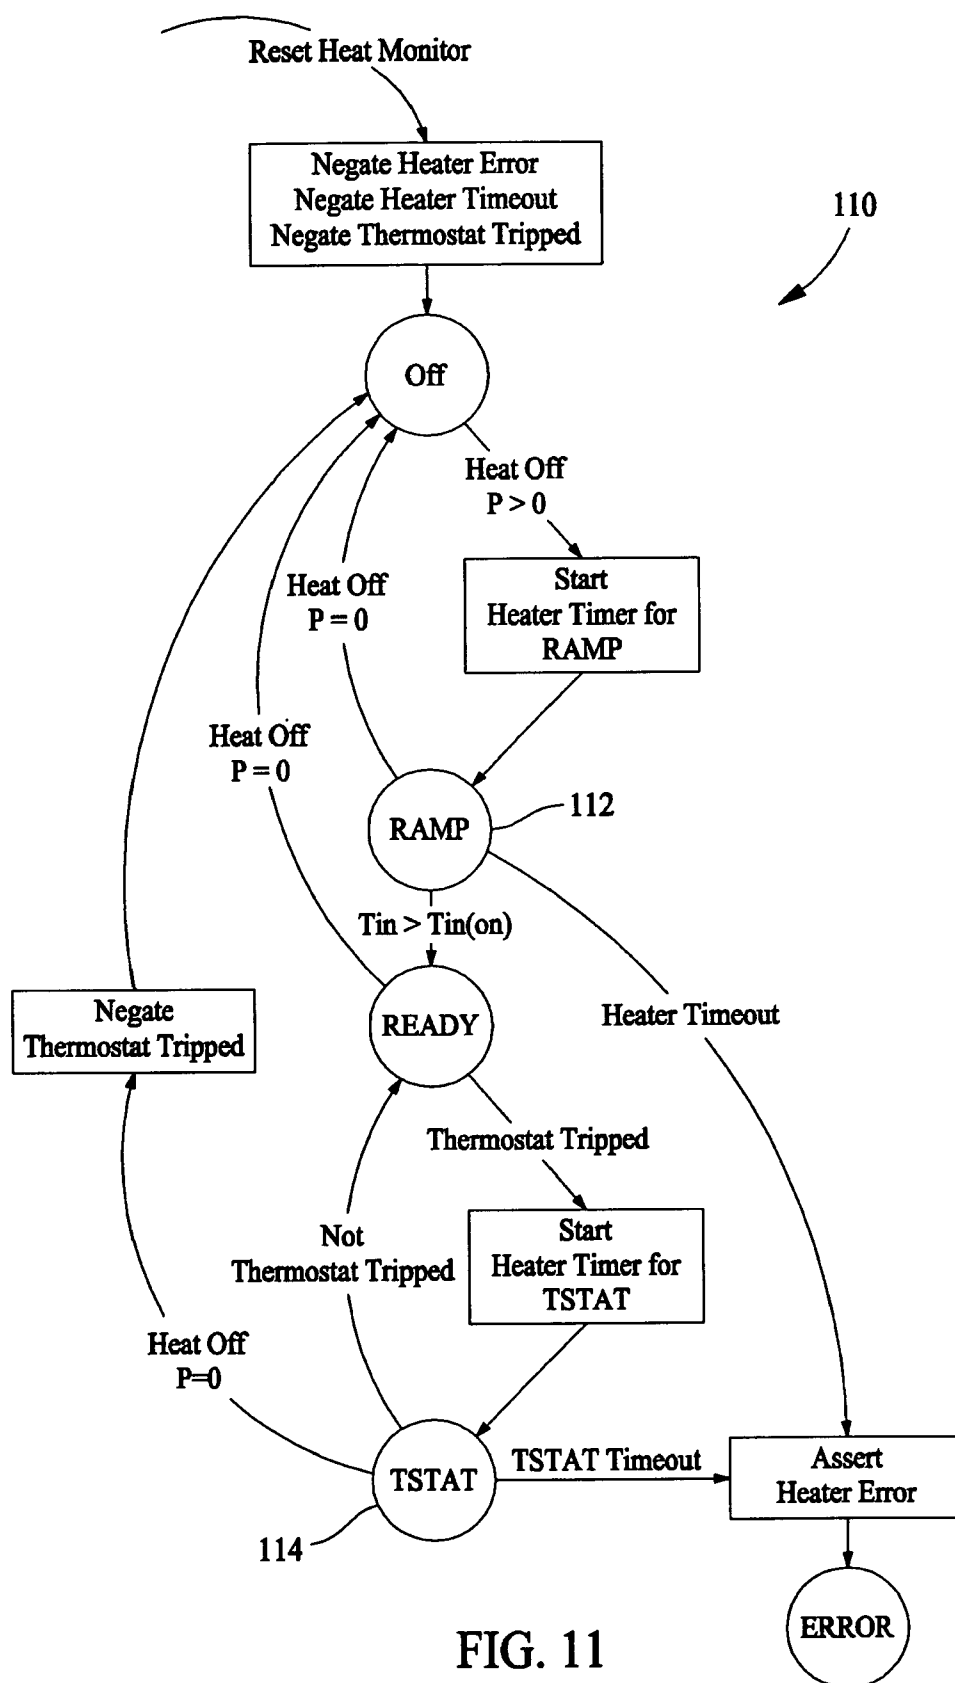 Reset Heat Monitor
Negate Heater Error
Negate Heater Timeout
Negate Thermostat Tripped
110
Off
Heat Off
P > 0
Start
Heater Timer for
RAMP
Heat Off
P = 0
Heat Off
P = 0
RAMP
112
Tin > Tin(on)
READY
Negate
Thermostat Tripped
Heater Timeout
Thermostat Tripped
Not
Thermostat Tripped
Start
Heater Timer for
TSTAT
Heat Off
P=0
TSTAT
TSTAT Timeout
Assert
Heater Error
114
ERROR
FIG. 11